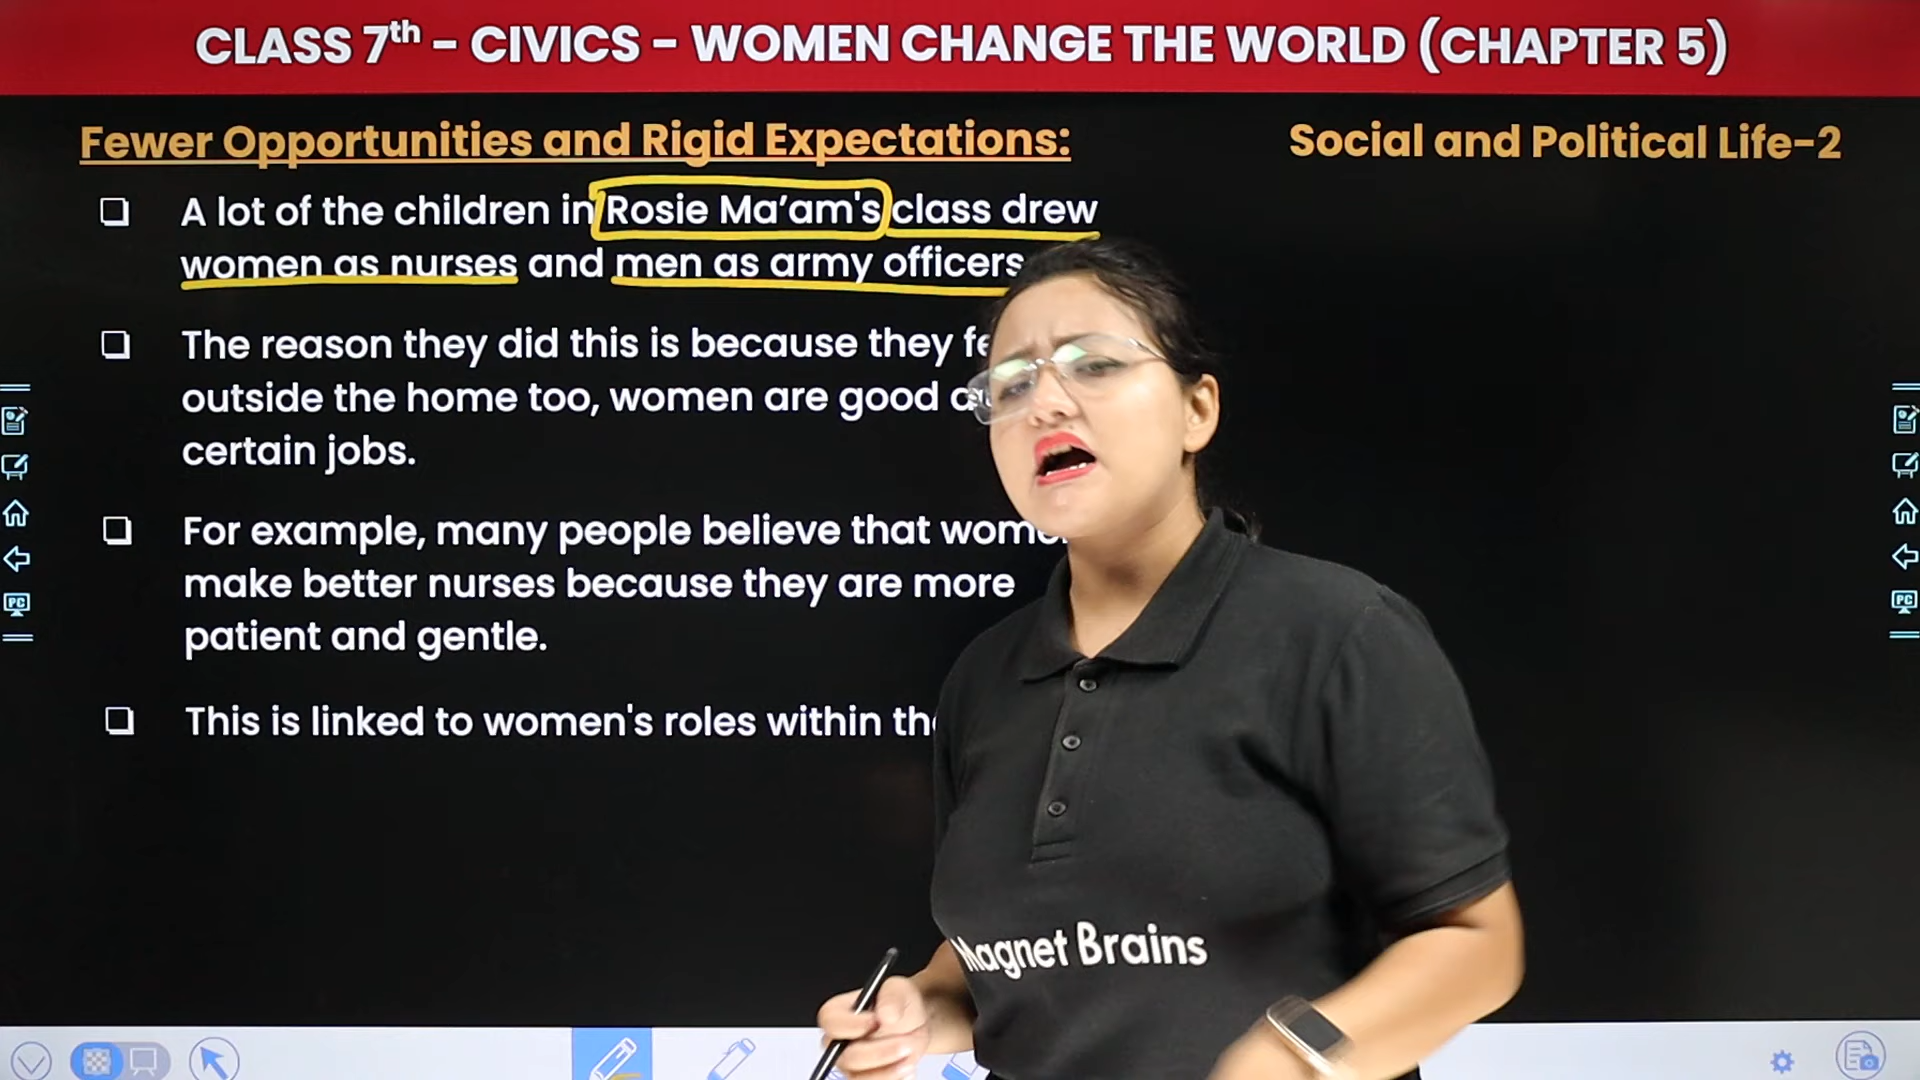 CLASS 7th - CIVICS - WOMEN CHANGE THE WORLD (CHAPTER 5)
Fewer Opportunities and Rigid Expectations:
Social and Political Life-2
❑ A lot of the children in Rosie Ma’am's class drew
women as nurses and men as army officers
❑ The reason they did this is because they
outside the home too, women are good
certain jobs.
❑ For example, many people believe that
make better nurses because they are more
patient and gentle.
❑ This is linked to women's roles within
Magnet Brains
PC
PC